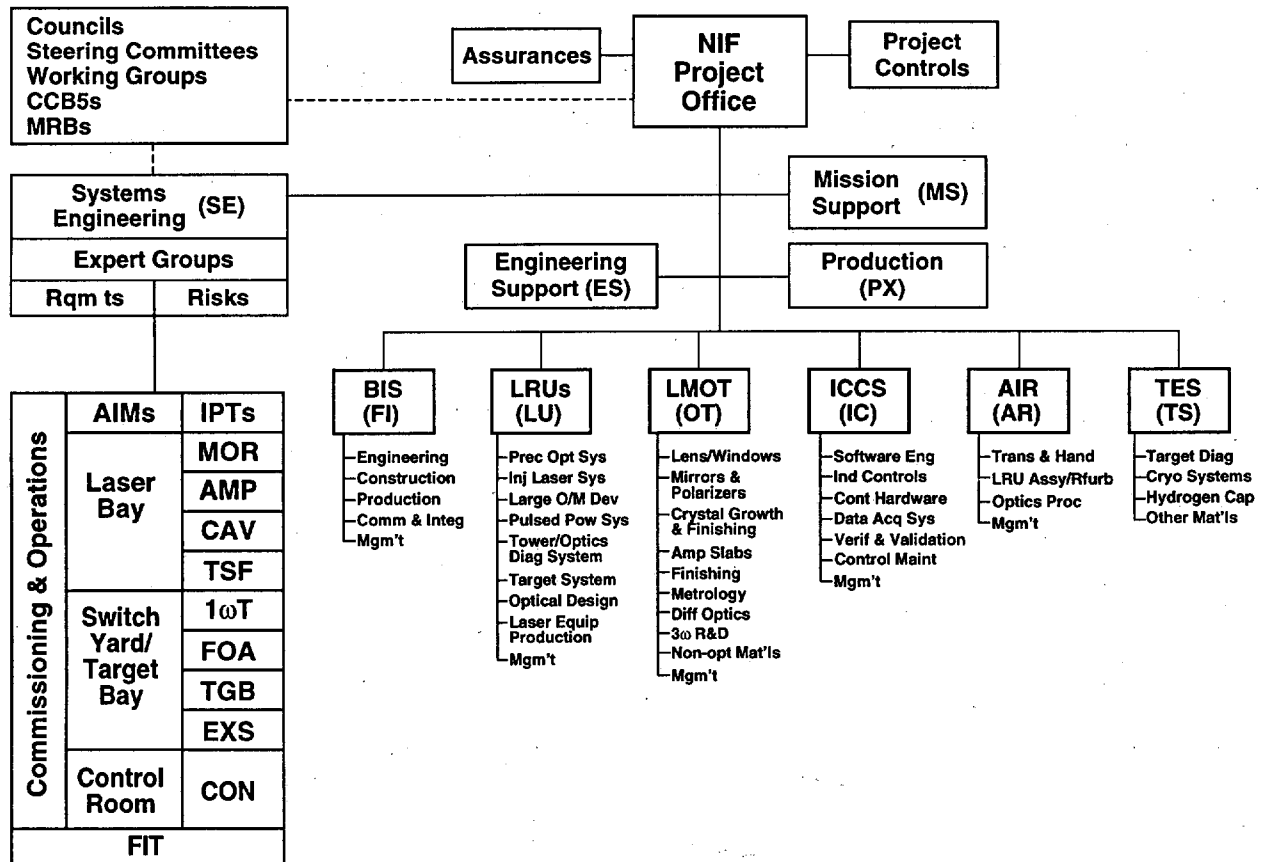 Councils
Steering Committees
Working Groups
CCB5s
MRBs
Assurances
NIF
Project
Office
Project
Controls
Systems
Engineering (SE)
Expert Groups
Rqm ts Risks
Mission
Support (MS)
Engineering
Support (ES)
Production
(PX)
Commissioning & Operations
AIMs IPTs
Laser
Bay
MOR
AMP
CAV
TSF
Switch
Yard/
Target
Bay
1ωT
FOA
TGB
EXS
Control
Room
CON
FIT
BIS
(FI)
Engineering
Construction
Production
Comm & Integ
Mgm't
LRUs
(LU)
Prec Opt Sys
Inj Laser Sys
Large O/M Dev
Pulsed Pow Sys
Tower/Optics
Diag System
Target System
Optical Design
Laser Equip
Production
Mgm't
LMOT
(OT)
Lens/Windows
Mirrors &
Polarizers
Crystal Growth
& Finishing
Amp Slabs
Finishing
Metrology
Diff Optics
3ω R&D
Non-opt Mat'ls
Mgm't
ICCS
(IC)
Software Eng
Ind Controls
Cont Hardware
Data Acq Sys
Verif & Validation
Control Maint
Mgm't
AIR
(AR)
Trans & Hand
LRU Assy/Rfurb
Optics Proc
Mgm't
TES
(TS)
Target Diag
Cryo Systems
Hydrogen Cap
Other Mat'ls